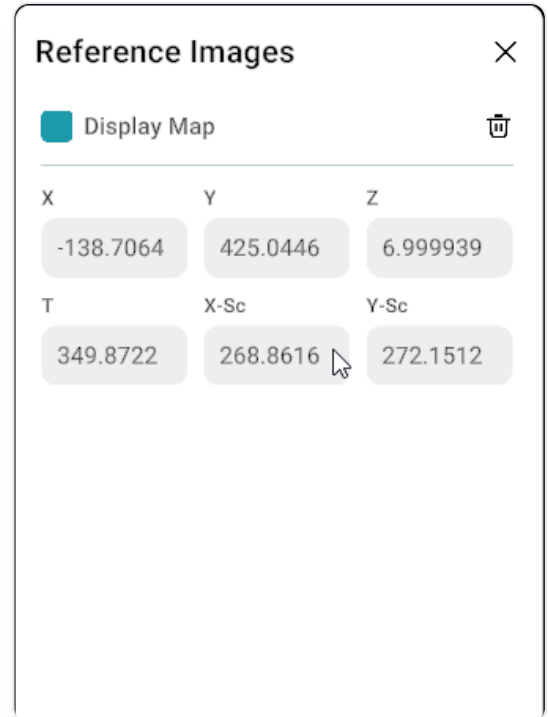 Reference Images
Display Map
X Y Z
-138.7064 425.0446 6.999939
T X-Sc Y-Sc
349.8722 268.8616 272.1512